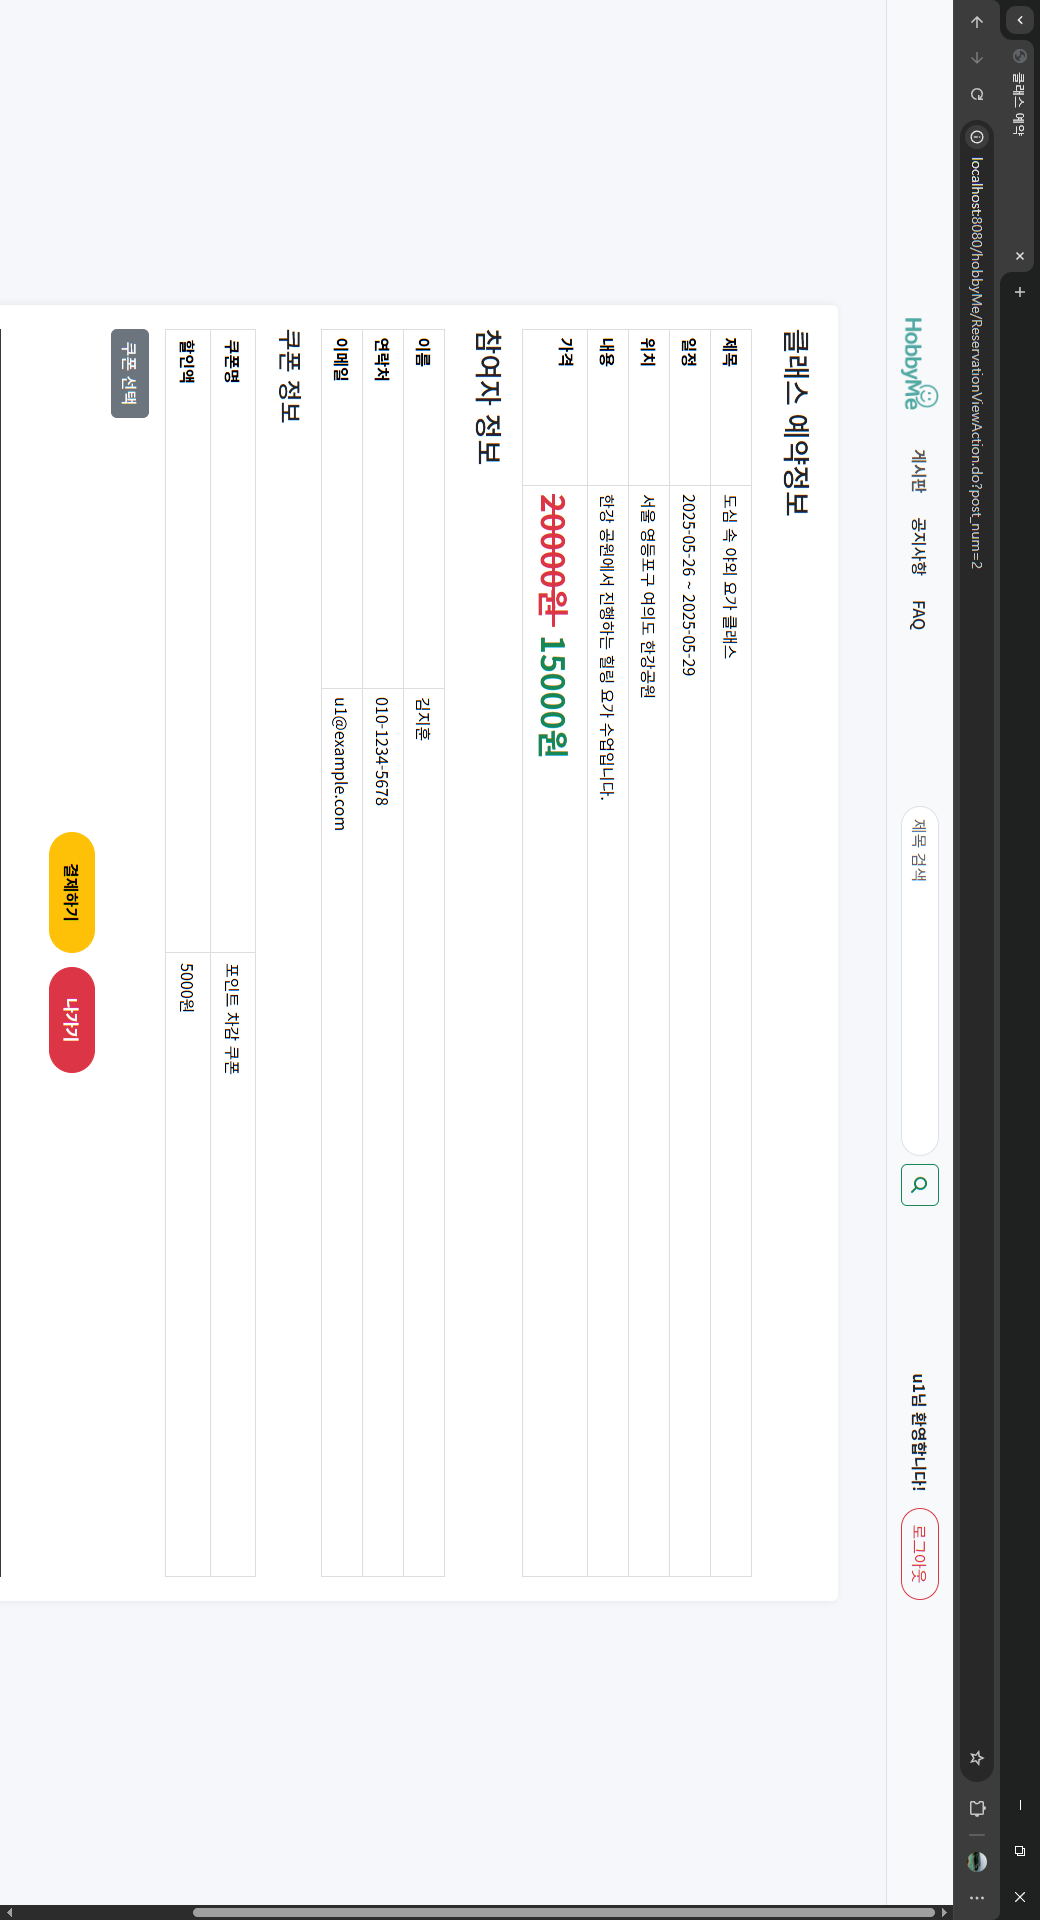 클래스 예약
localhost:8080/hobbyMe/ReservationViewAction.do?post_num=2
HobbyMe 게시판 공지사항 FAQ 제목 검색 u1님 환영합니다! 로그아웃
클래스 예약정보
제목 도심 속 야외 요가 클래스
일정 2025-05-26 ~ 2025-05-29
위치 서울 영등포구 여의도 한강공원
내용 한강 공원에서 진행하는 힐링 요가 수업입니다.
가격 20000원 15000원
참여자 정보
이름 김지훈
연락처 010-1234-5678
이메일 u1@example.com
쿠폰 정보
쿠폰명 포인트 차감 쿠폰
할인액 5000원
쿠폰 선택
결제하기 나가기